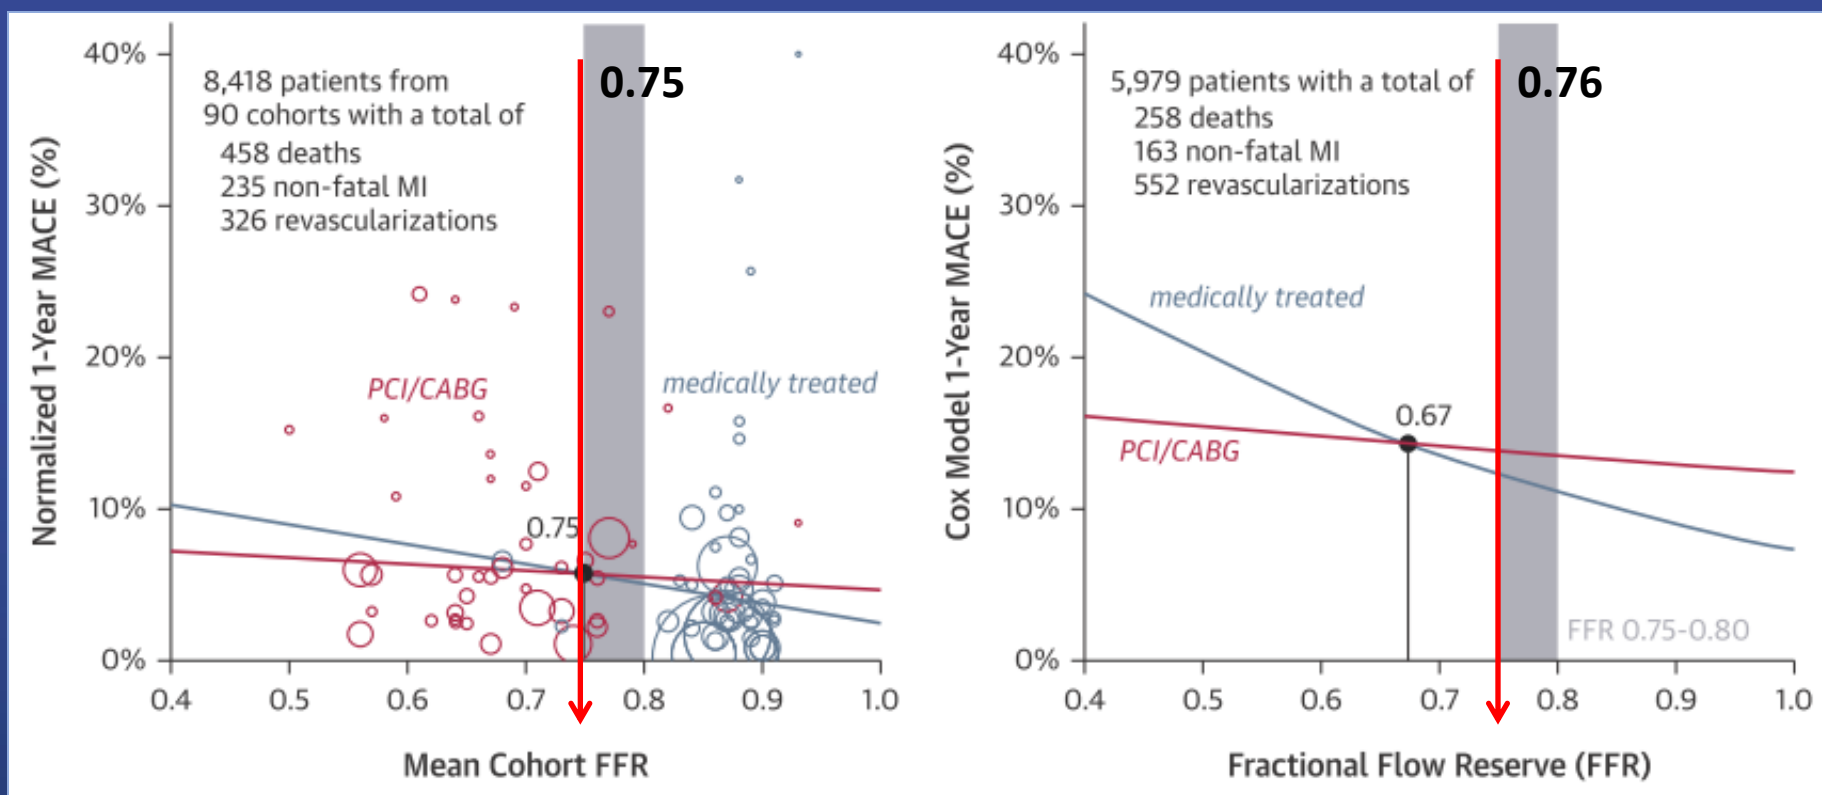 40%
30%
20%
10%
0%
Normalized 1-Year MACE (%)
8,418 patients from
90 cohorts with a total of
458 deaths
235 non-fatal MI
326 revascularizations
0.75
PCI/CABG
medically treated
0.75
0.4 0.5 0.6 0.7 0.8 0.9 1.0
Mean Cohort FFR
40%
30%
20%
10%
0%
Cox Model 1-Year MACE (%)
5,979 patients with a total of
258 deaths
163 non-fatal MI
552 revascularizations
0.76
medically treated
0.67
PCI/CABG
FFR 0.75-0.80
0.4 0.5 0.6 0.7 0.8 0.9 1.0
Fractional Flow Reserve (FFR)